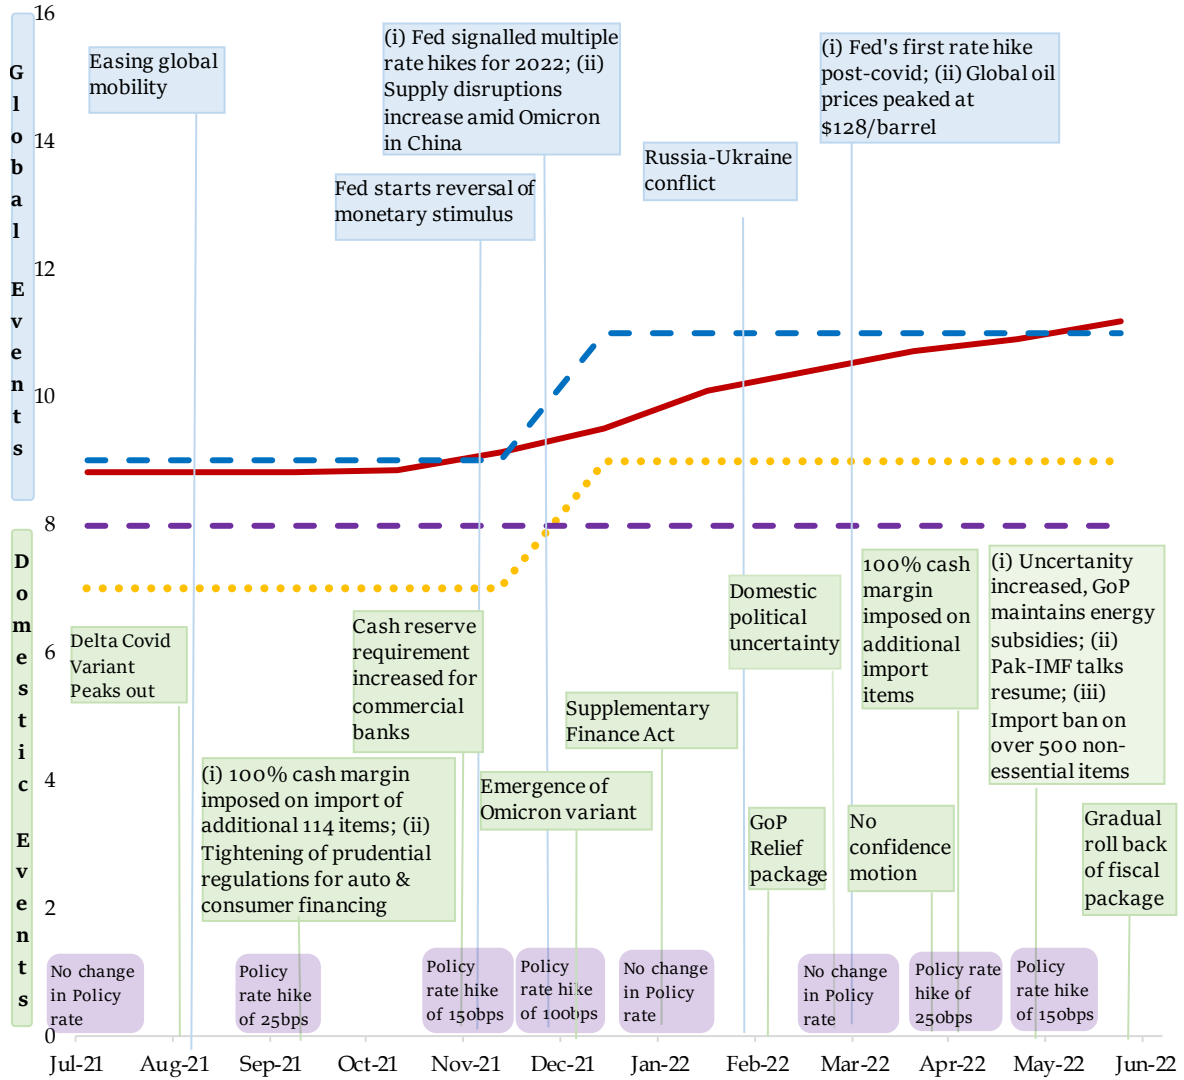 16
14
12
10
8
6
4
2
0
Global Events
Domestic Events
Easing global
mobility
(i) Fed signalled multiple
rate hikes for 2022; (ii)
Supply disruptions
increase amid Omicron
in China
Fed starts reversal of
monetary stimulus
Russia-Ukraine
conflict
(i) Fed's first rate hike
post-covid; (ii) Global oil
prices peaked at
$128/barrel
Delta Covid
Variant
Peaks out
(i) 100% cash margin
imposed on import of
additional 114 items; (ii)
Tightening of prudential
regulations for auto &
consumer financing
Cash reserve
requirement
increased for
commercial
banks
Emergence of
Omicron variant
Supplementary
Finance Act
Domestic
political
uncertainty
GoP
Relief
package
No
confidence
motion
100% cash
margin
imposed on
additional
import
items
(i) Uncertanity
increased, GoP
maintains energy
subsidies; (ii)
Pak-IMF talks
resume; (iii)
Import ban on
over 500 non-
essential items
Gradual
roll back
of fiscal
package
No change
in Policy
rate
Policy
rate hike
of 25bps
Policy
rate hike
of 150bps
Policy
rate hike
of 100bps
No change
in Policy
rate
No change
in Policy
rate
Policy rate
hike of
250bps
Policy
rate hike
of 150bps
Jul-21 Aug-21 Sep-21 Oct-21 Nov-21 Dec-21 Jan-22 Feb-22 Mar-22 Apr-22 May-22 Jun-22